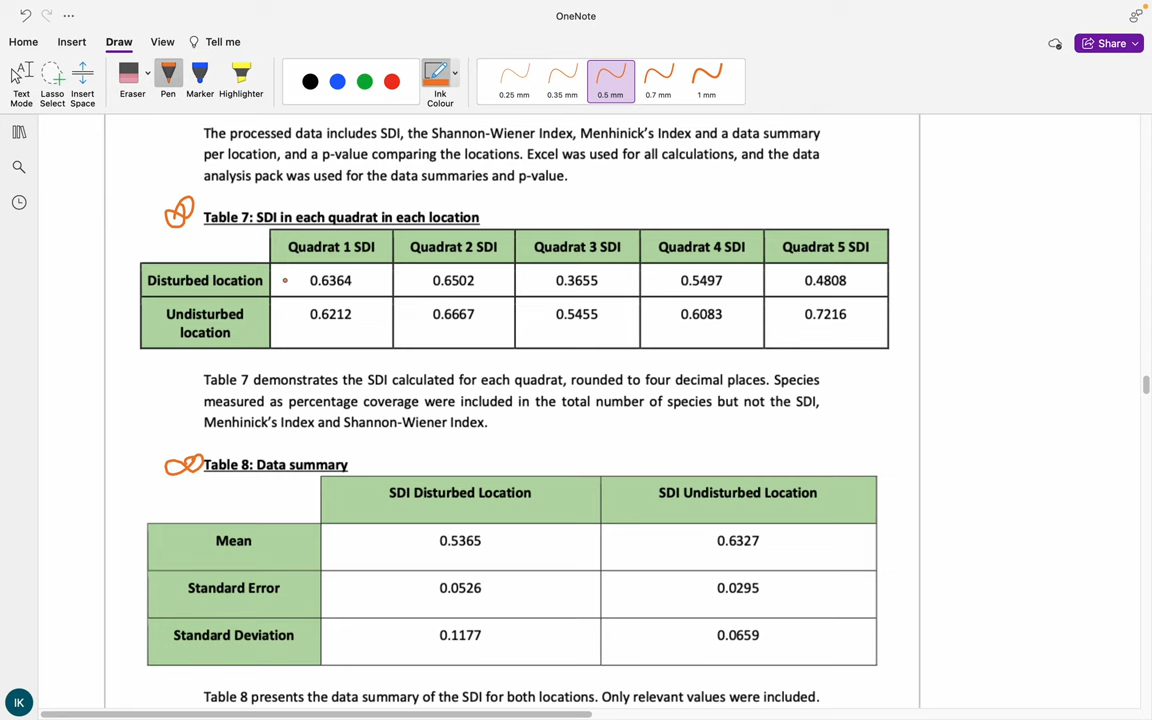 OneNote
Home Insert Draw View Tell me
Share
Text Mode
Lasso Select
Insert Space
Eraser
Pen
Marker
Highlighter
Ink Colour
0.25 mm 0.35 mm 0.5 mm 0.7 mm 1 mm
The processed data includes SDI, the Shannon-Wiener Index, Menhinick's Index and a data summary
per location, and a p-value comparing the locations. Excel was used for all calculations, and the data
analysis pack was used for the data summaries and p-value.
Table 7: SDI in each quadrat in each location
Quadrat 1 SDI Quadrat 2 SDI Quadrat 3 SDI Quadrat 4 SDI Quadrat 5 SDI
Disturbed location 0.6364 0.6502 0.3655 0.5497 0.4808
Undisturbed location 0.6212 0.6667 0.5455 0.6083 0.7216
Table 7 demonstrates the SDI calculated for each quadrat, rounded to four decimal places. Species
measured as percentage coverage were included in the total number of species but not the SDI,
Menhinick's Index and Shannon-Wiener Index.
Table 8: Data summary
SDI Disturbed Location SDI Undisturbed Location
Mean 0.5365 0.6327
Standard Error 0.0526 0.0295
Standard Deviation 0.1177 0.0659
Table 8 presents the data summary of the SDI for both locations. Only relevant values were included.
IK